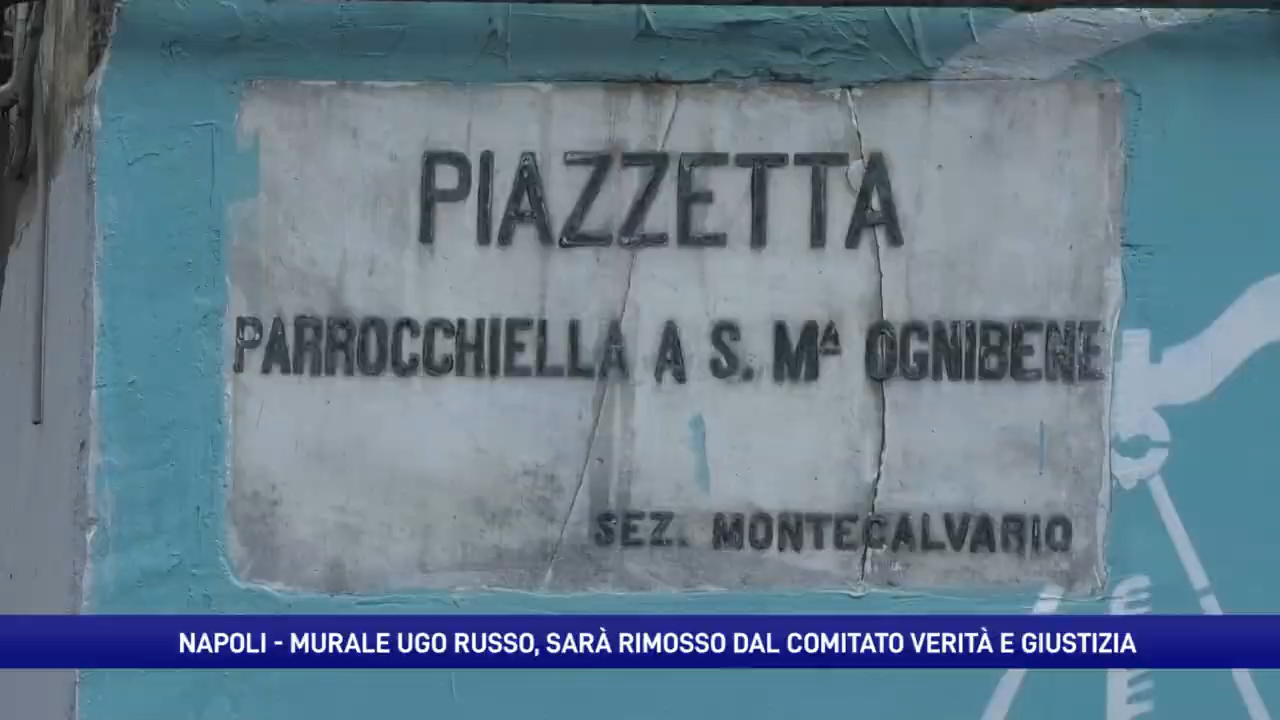 PIAZZETTA
PARROCCHIELLA A S. Mᴬ OGNIBENE
SEZ. MONTECALVARIO
NAPOLI - MURALE UGO RUSSO, SARÀ RIMOSSO DAL COMITATO VERITÀ E GIUSTIZIA